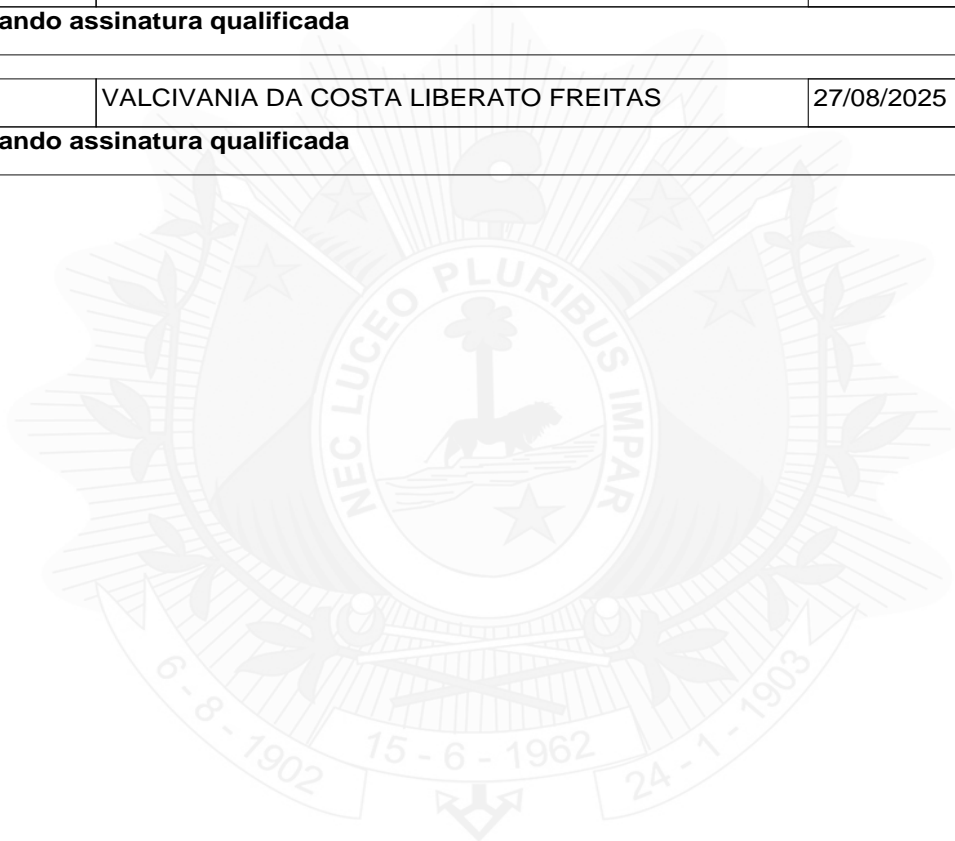 ando assinatura qualificada
VALCIVANIA DA COSTA LIBERATO FREITAS 27/08/2025
ando assinatura qualificada
NEC LUCEO PLURIBUS IMPAR
6 - 8 - 1902 15 - 6 - 1962 24 - 1 - 1903